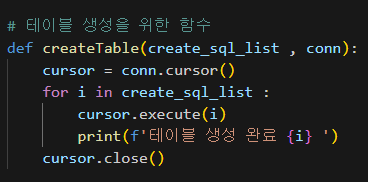 # 테이블 생성을 위한 함수
def createTable(create_sql_list , conn):
    cursor = conn.cursor()
    for i in create_sql_list :
        cursor.execute(i)
        print(f'테이블 생성 완료 {i} ')
    cursor.close()